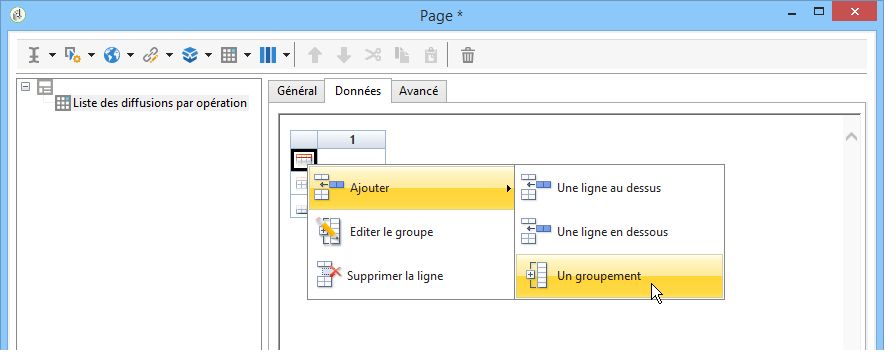 Page *
Liste des diffusions par opération
Général Données Avancé
1
Ajouter
Editer le groupe
Supprimer la ligne
Une ligne au dessus
Une ligne en dessous
Un groupement